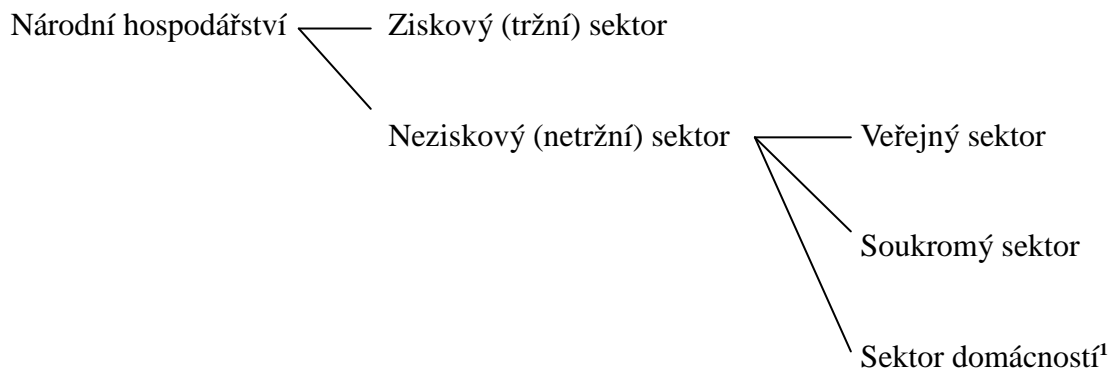 Národní hospodářství Ziskový (tržní) sektor
Neziskový (netržní) sektor Veřejný sektor
Soukromý sektor
Sektor domácností¹